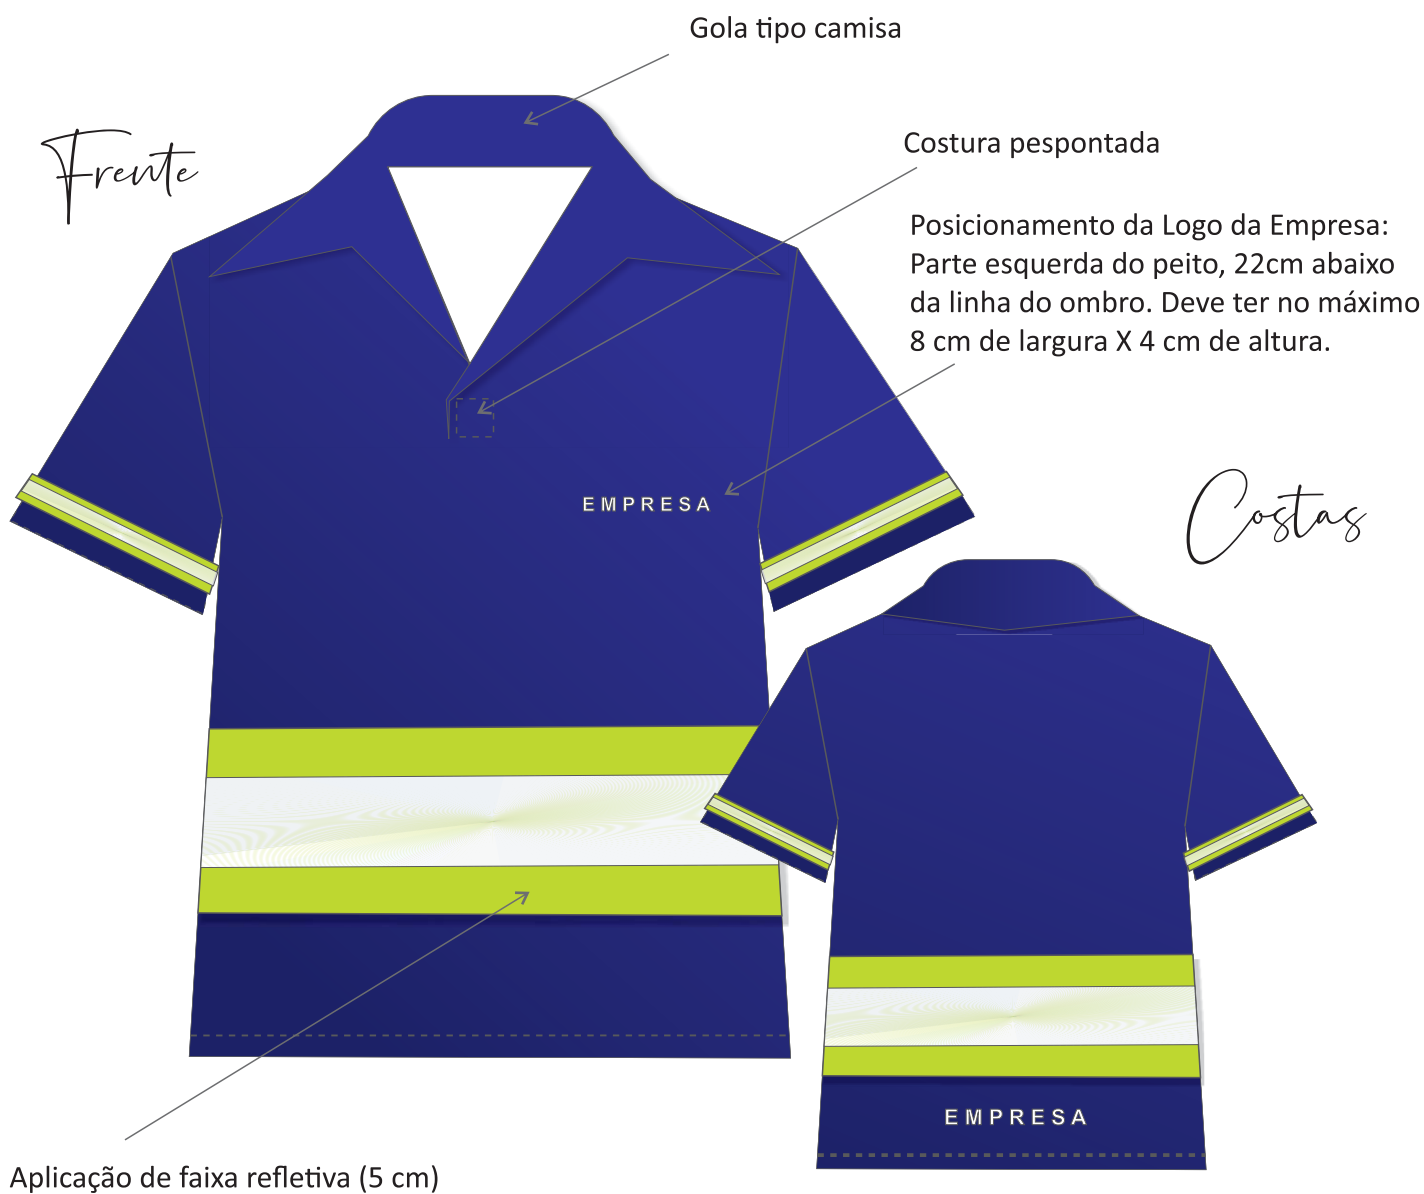 Gola tipo camisa
Frente
Costura pespontada
Posicionamento da Logo da Empresa:
Parte esquerda do peito, 22cm abaixo
da linha do ombro. Deve ter no máximo
8 cm de largura X 4 cm de altura.
EMPRESA
Costas
EMPRESA
Aplicação de faixa refletiva (5 cm)